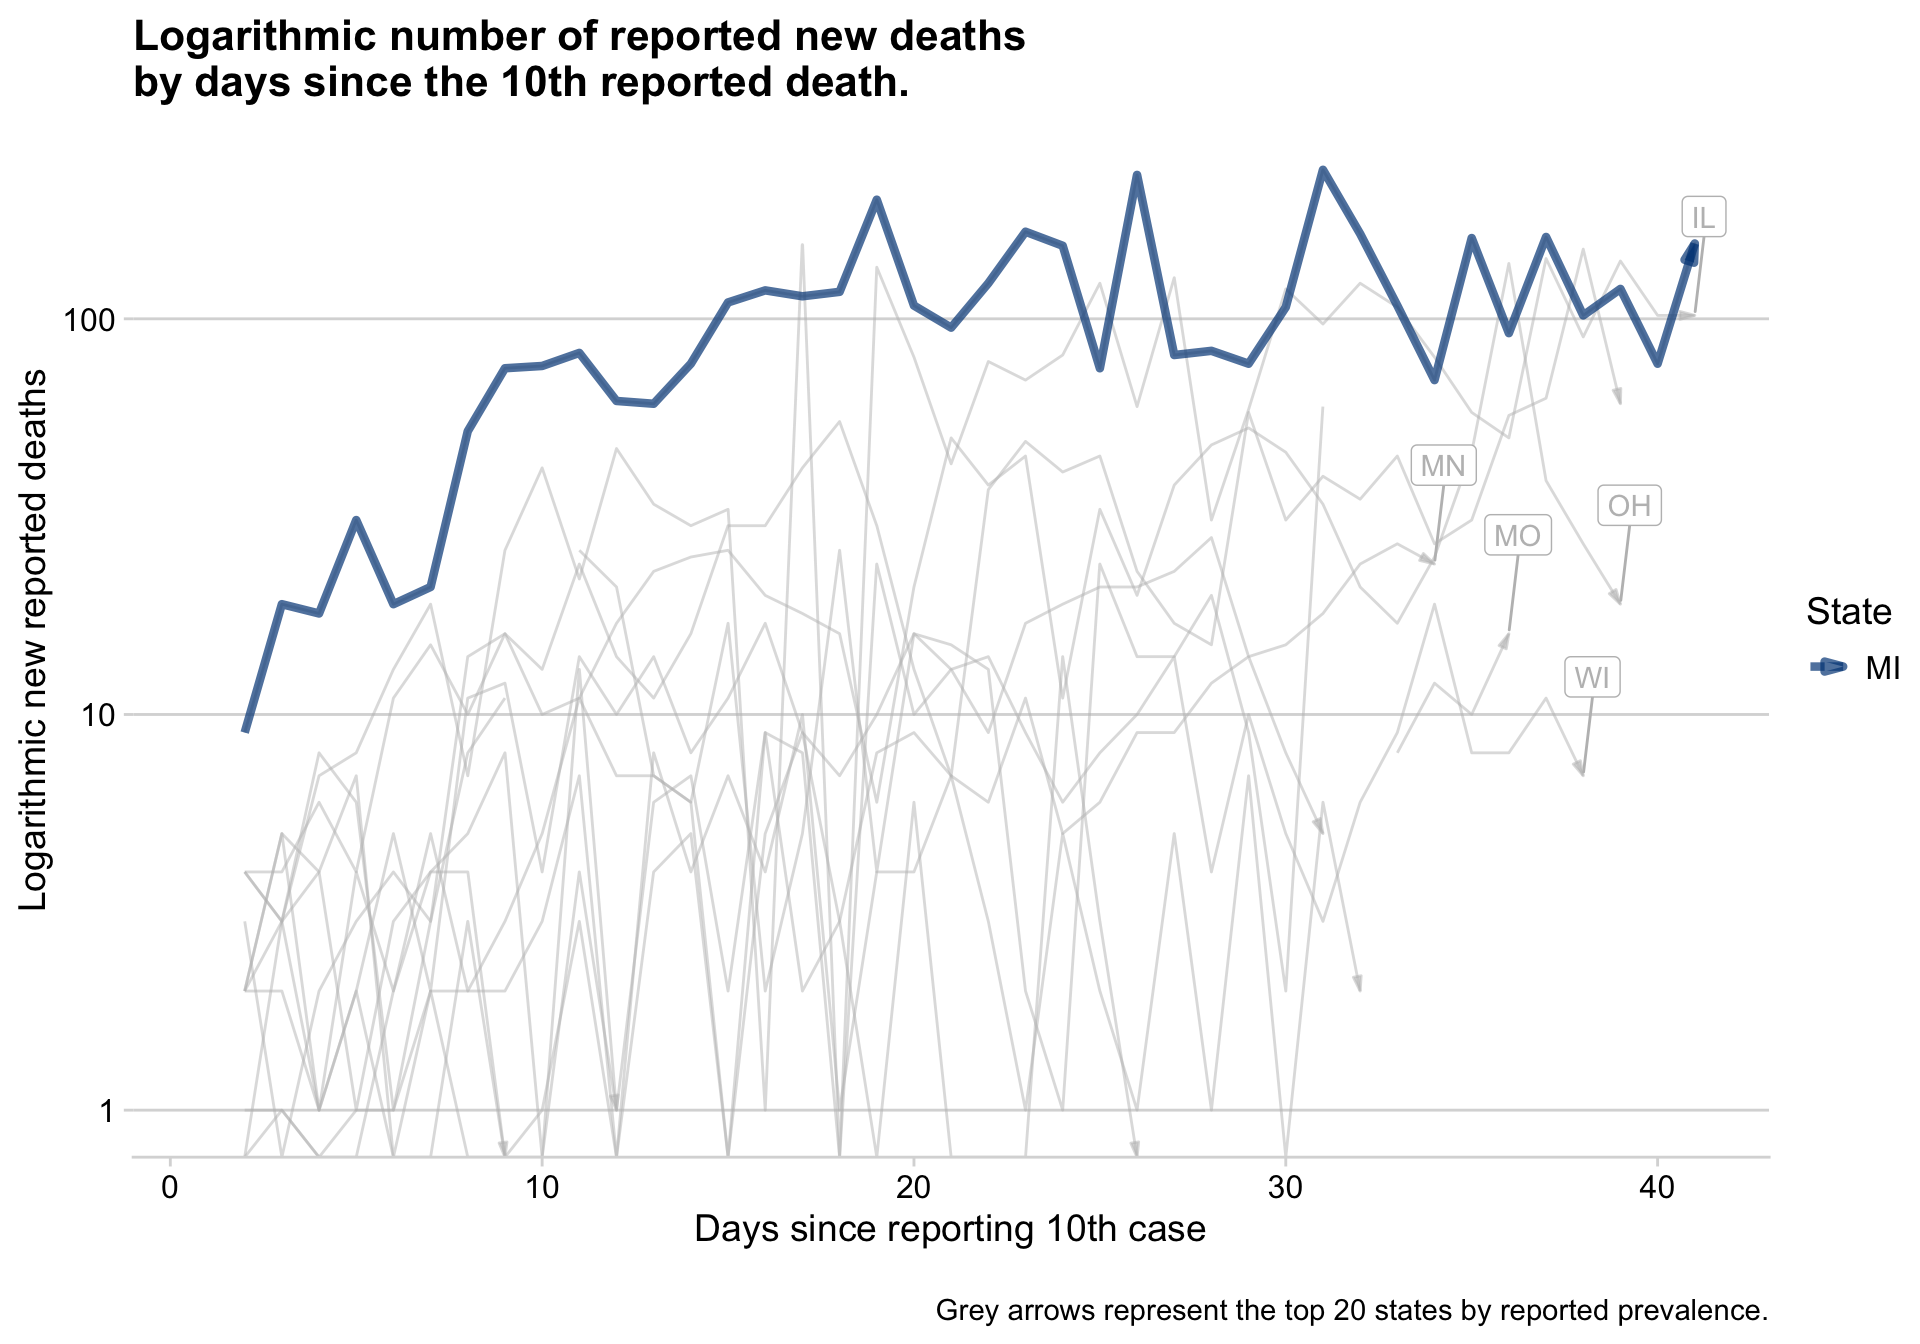 Logarithmic number of reported new deaths
by days since the 10th reported death.
Logarithmic new reported deaths
100
10
1
IL
MN
OH
MO
WI
State
MI
0 10 20 30 40
Days since reporting 10th case
Grey arrows represent the top 20 states by reported prevalence.